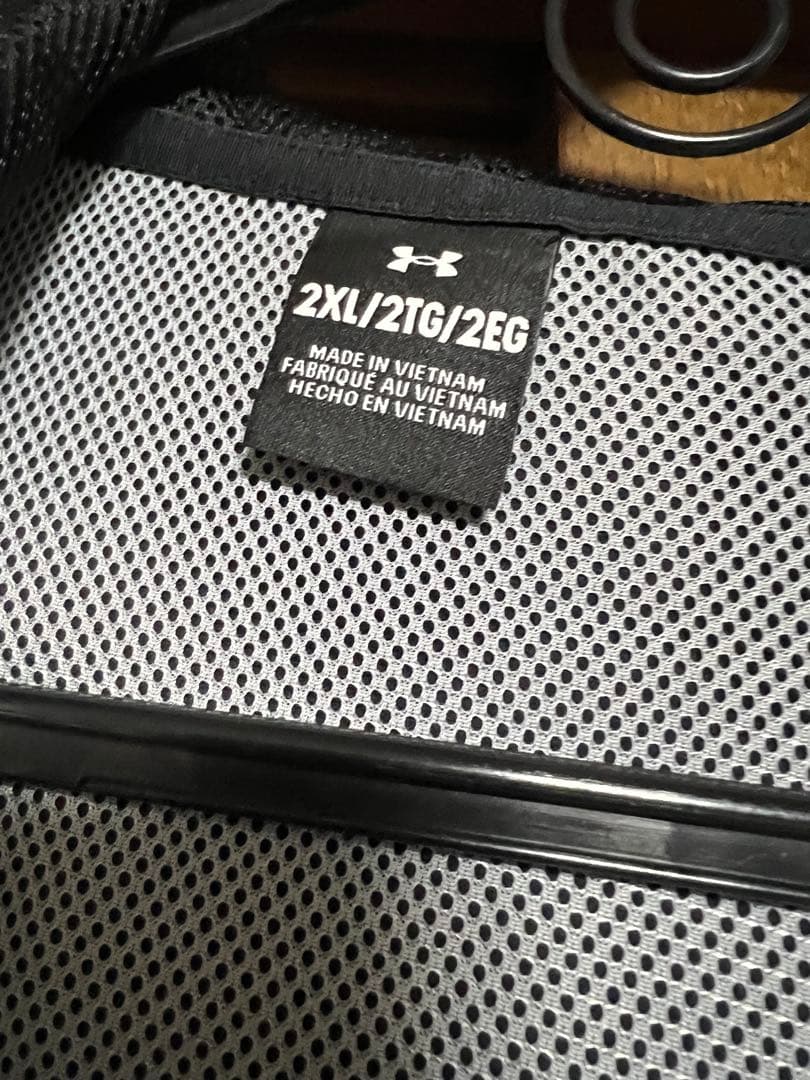 2XL/2TG/2EG
MADE IN VIETNAM
FABRIQUÉ AU VIETNAM
HECHO EN VIETNAM